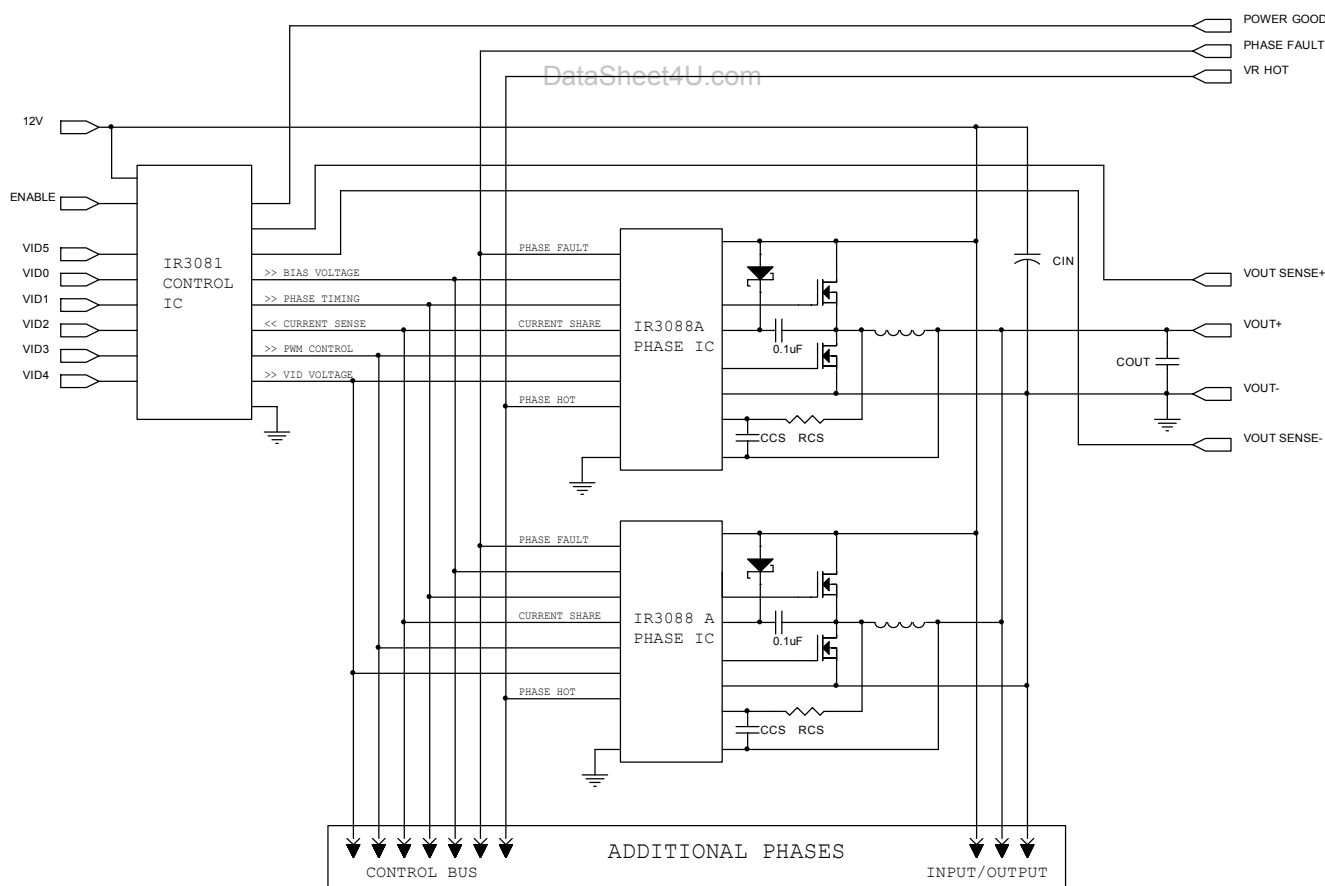 POWER GOOD
PHASE FAULT
DataSheet4U.com
VR HOT
12V
ENABLE
VID5
VID0
VID1
VID2
VID3
VID4
IR3081
CONTROL
IC
>> BIAS VOLTAGE
>> PHASE TIMING
<< CURRENT SENSE
>> PWM CONTROL
>> VID VOLTAGE
PHASE FAULT
CURRENT SHARE
PHASE HOT
IR3088A
PHASE IC
0.1uF
CCS RCS
CIN
COUT
VOUT SENSE+
VOUT+
VOUT-
VOUT SENSE-
PHASE FAULT
CURRENT SHARE
PHASE HOT
IR3088 A
PHASE IC
0.1uF
CCS RCS
ADDITIONAL PHASES
CONTROL BUS
INPUT/OUTPUT